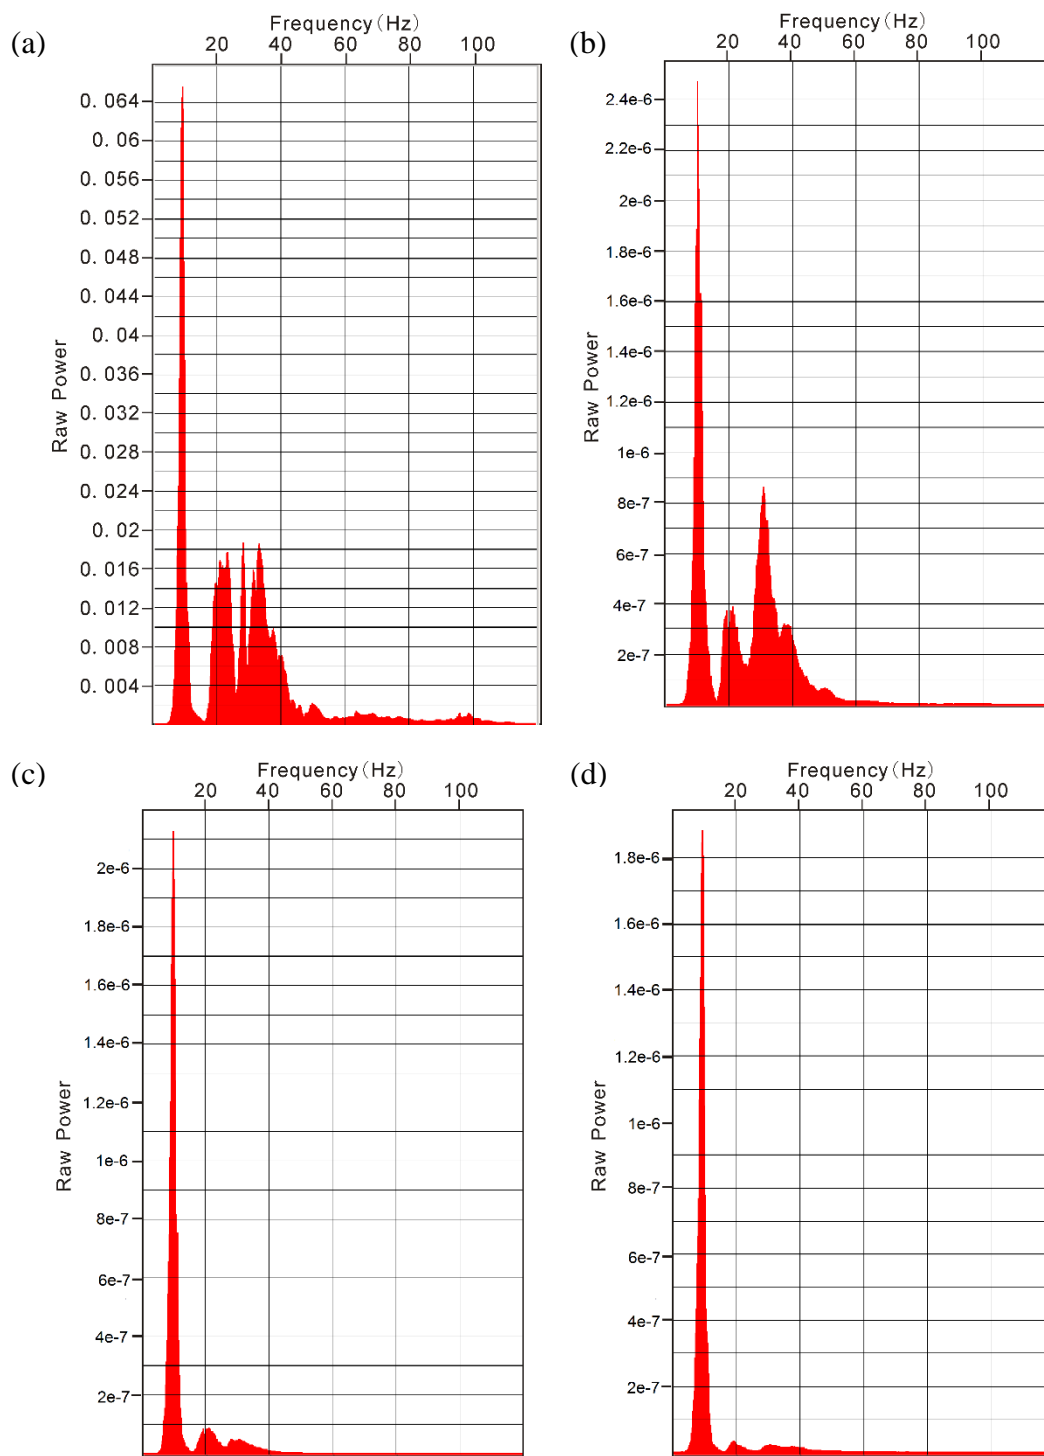 (a)
Frequency(Hz)
20 40 60 80 100
0.064
0.06
0.056
0.052
0.048
0.044
0.04
0.036
0.032
0.028
0.024
0.02
0.016
0.012
0.008
0.004
Raw Power
(b)
Frequency(Hz)
20 40 60 80 100
2.4e-6
2.2e-6
2e-6
1.8e-6
1.6e-6
1.4e-6
1.2e-6
1e-6
8e-7
6e-7
4e-7
2e-7
Raw Power
(c)
Frequency(Hz)
20 40 60 80 100
2e-6
1.8e-6
1.6e-6
1.4e-6
1.2e-6
1e-6
8e-7
6e-7
4e-7
2e-7
Raw Power
(d)
Frequency(Hz)
20 40 60 80 100
1.8e-6
1.6e-6
1.4e-6
1.2e-6
1e-6
8e-7
6e-7
4e-7
2e-7
Raw Power